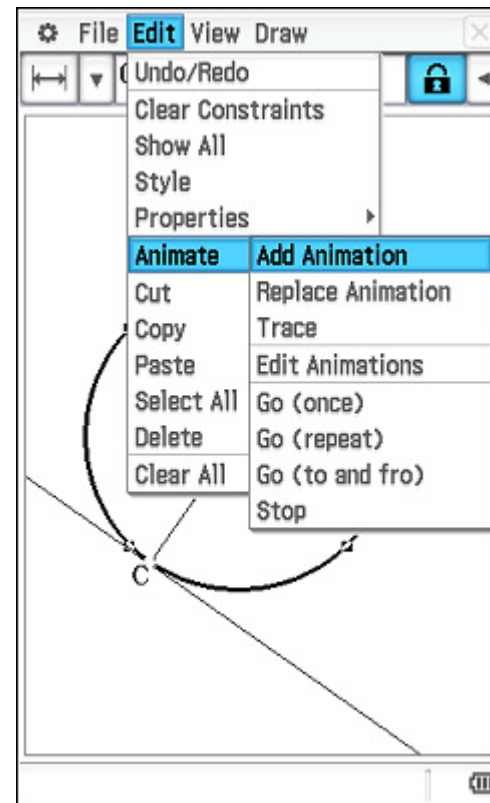 File Edit View Draw
Undo/Redo
Clear Constraints
Show All
Style
Properties
Animate
Cut
Copy
Paste
Select All
Delete
Clear All
Add Animation
Replace Animation
Trace
Edit Animations
Go (once)
Go (repeat)
Go (to and fro)
Stop
C